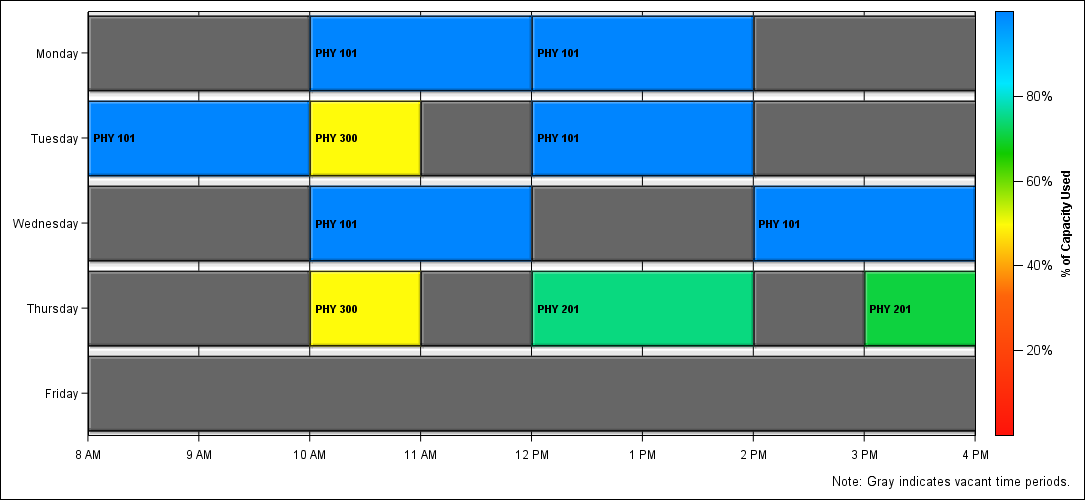 Monday
PHY 101
PHY 101
Tuesday
PHY 101
PHY 300
PHY 101
Wednesday
PHY 101
PHY 101
Thursday
PHY 300
PHY 201
PHY 201
Friday
8 AM
9 AM
10 AM
11 AM
12 PM
1 PM
2 PM
3 PM
4 PM
80%
60%
40%
20%
% of Capacity Used
Note: Gray indicates vacant time periods.